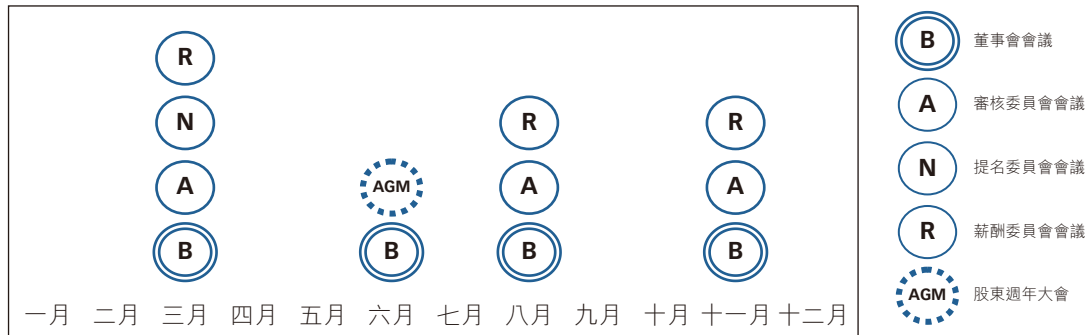 R
N R R
A AGM A A
B B B B
一月 二月 三月 四月 五月 六月 七月 八月 九月 十月 十一月 十二月
B 董事會會議
A 審核委員會會議
N 提名委員會會議
R 薪酬委員會會議
AGM 股東週年大會